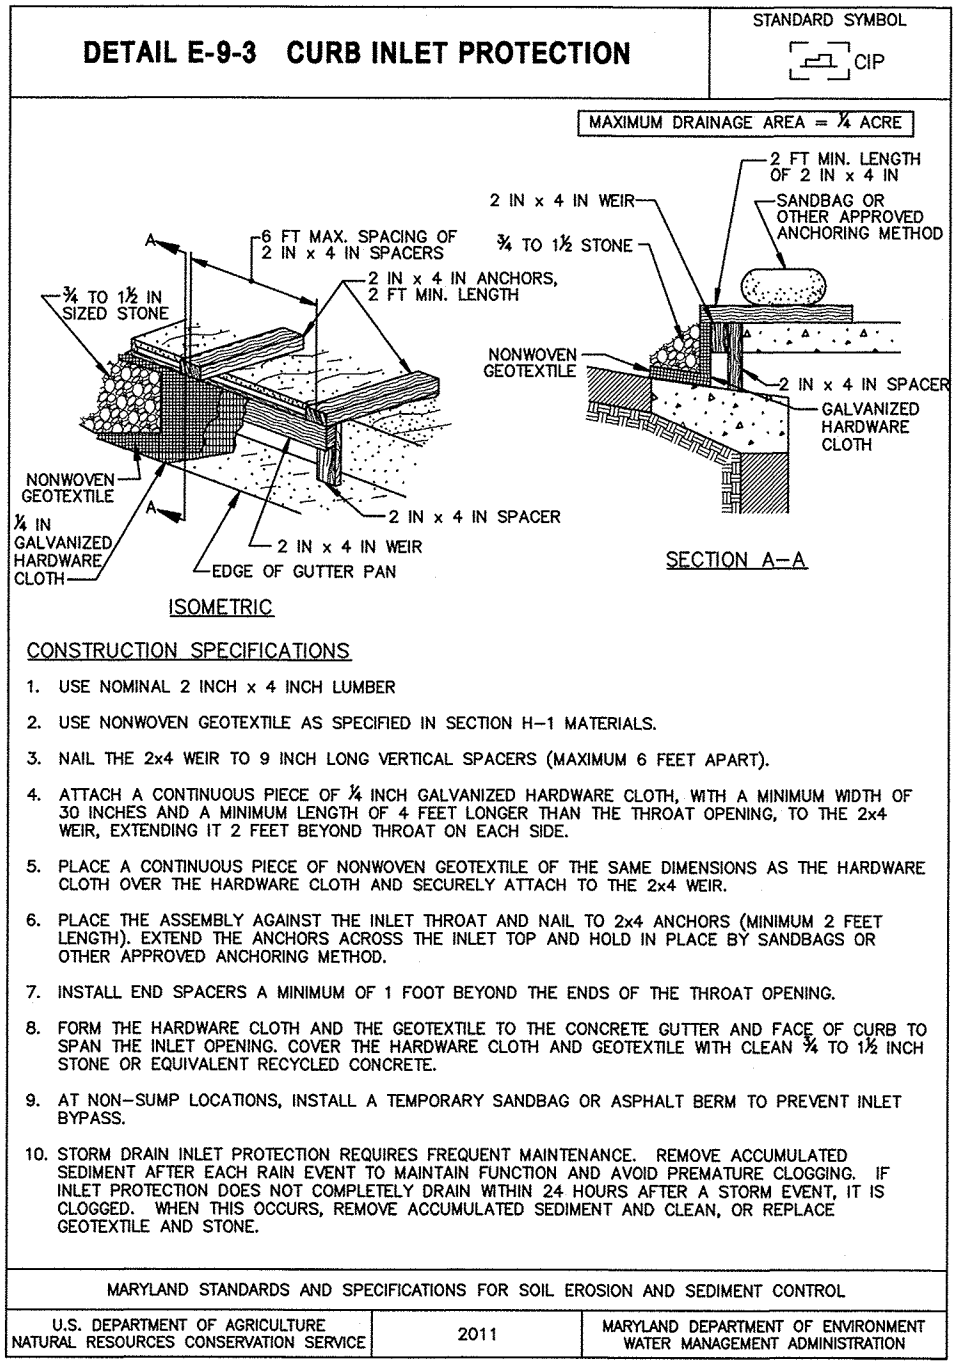 DETAIL E-9-3 CURB INLET PROTECTION
STANDARD SYMBOL
CIP
MAXIMUM DRAINAGE AREA = ¼ ACRE
2 FT MIN. LENGTH
OF 2 IN x 4 IN
2 IN x 4 IN WEIR
SANDBAG OR
OTHER APPROVED
ANCHORING METHOD
¾ TO 1½ STONE
A
6 FT MAX. SPACING OF
2 IN x 4 IN SPACERS
2 IN x 4 IN ANCHORS,
2 FT MIN. LENGTH
¾ TO 1½ IN
SIZED STONE
NONWOVEN
GEOTEXTILE
2 IN x 4 IN SPACER
GALVANIZED
HARDWARE
CLOTH
NONWOVEN
GEOTEXTILE
A
¼ IN
GALVANIZED
HARDWARE
CLOTH
2 IN x 4 IN SPACER
2 IN x 4 IN WEIR
EDGE OF GUTTER PAN
SECTION A-A
ISOMETRIC
CONSTRUCTION SPECIFICATIONS
1. USE NOMINAL 2 INCH x 4 INCH LUMBER
2. USE NONWOVEN GEOTEXTILE AS SPECIFIED IN SECTION H-1 MATERIALS.
3. NAIL THE 2x4 WEIR TO 9 INCH LONG VERTICAL SPACERS (MAXIMUM 6 FEET APART).
4. ATTACH A CONTINUOUS PIECE OF ¼ INCH GALVANIZED HARDWARE CLOTH, WITH A MINIMUM WIDTH OF
30 INCHES AND A MINIMUM LENGTH OF 4 FEET LONGER THAN THE THROAT OPENING, TO THE 2x4
WEIR, EXTENDING IT 2 FEET BEYOND THROAT ON EACH SIDE.
5. PLACE A CONTINUOUS PIECE OF NONWOVEN GEOTEXTILE OF THE SAME DIMENSIONS AS THE HARDWARE
CLOTH OVER THE HARDWARE CLOTH AND SECURELY ATTACH TO THE 2x4 WEIR.
6. PLACE THE ASSEMBLY AGAINST THE INLET THROAT AND NAIL TO 2x4 ANCHORS (MINIMUM 2 FEET
LENGTH). EXTEND THE ANCHORS ACROSS THE INLET TOP AND HOLD IN PLACE BY SANDBAGS OR
OTHER APPROVED ANCHORING METHOD.
7. INSTALL END SPACERS A MINIMUM OF 1 FOOT BEYOND THE ENDS OF THE THROAT OPENING.
8. FORM THE HARDWARE CLOTH AND THE GEOTEXTILE TO THE CONCRETE GUTTER AND FACE OF CURB TO
SPAN THE INLET OPENING. COVER THE HARDWARE CLOTH AND GEOTEXTILE WITH CLEAN ¾ TO 1½ INCH
STONE OR EQUIVALENT RECYCLED CONCRETE.
9. AT NON-SUMP LOCATIONS, INSTALL A TEMPORARY SANDBAG OR ASPHALT BERM TO PREVENT INLET
BYPASS.
10. STORM DRAIN INLET PROTECTION REQUIRES FREQUENT MAINTENANCE. REMOVE ACCUMULATED
SEDIMENT AFTER EACH RAIN EVENT TO MAINTAIN FUNCTION AND AVOID PREMATURE CLOGGING. IF
INLET PROTECTION DOES NOT COMPLETELY DRAIN WITHIN 24 HOURS AFTER A STORM EVENT, IT IS
CLOGGED. WHEN THIS OCCURS, REMOVE ACCUMULATED SEDIMENT AND CLEAN, OR REPLACE
GEOTEXTILE AND STONE.
MARYLAND STANDARDS AND SPECIFICATIONS FOR SOIL EROSION AND SEDIMENT CONTROL
U.S. DEPARTMENT OF AGRICULTURE
NATURAL RESOURCES CONSERVATION SERVICE
2011
MARYLAND DEPARTMENT OF ENVIRONMENT
WATER MANAGEMENT ADMINISTRATION